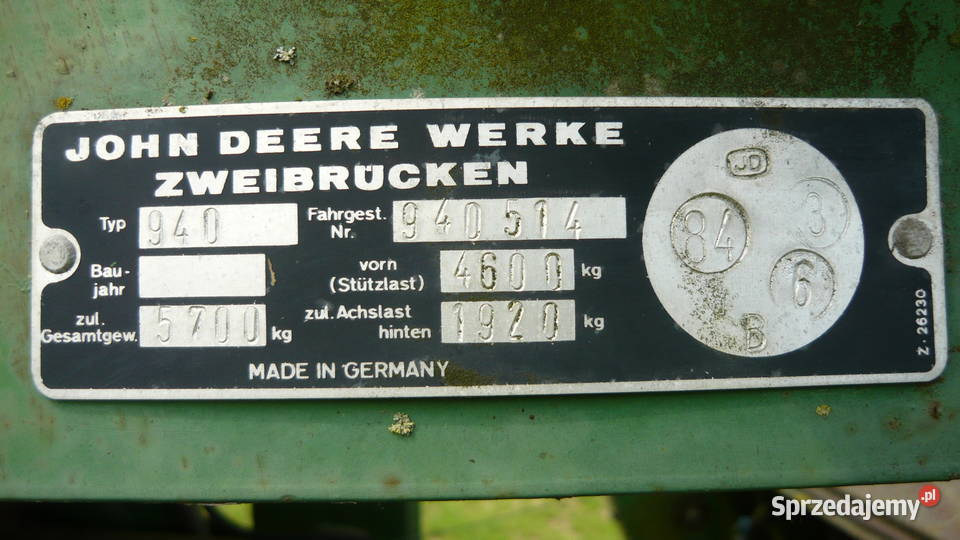 JOHN DEERE WERKE
ZWEIBRÜCKEN
Typ 940 Fahrgest. Nr. 940514
Bau-jahr
vorn (Stützlast) 4600 kg
zul. Gesamtgew. 5700 kg
zul. Achslast hinten 1920 kg
MADE IN GERMANY
JD
84
3
6
B
Z.26230
Sprzedajemy.pl